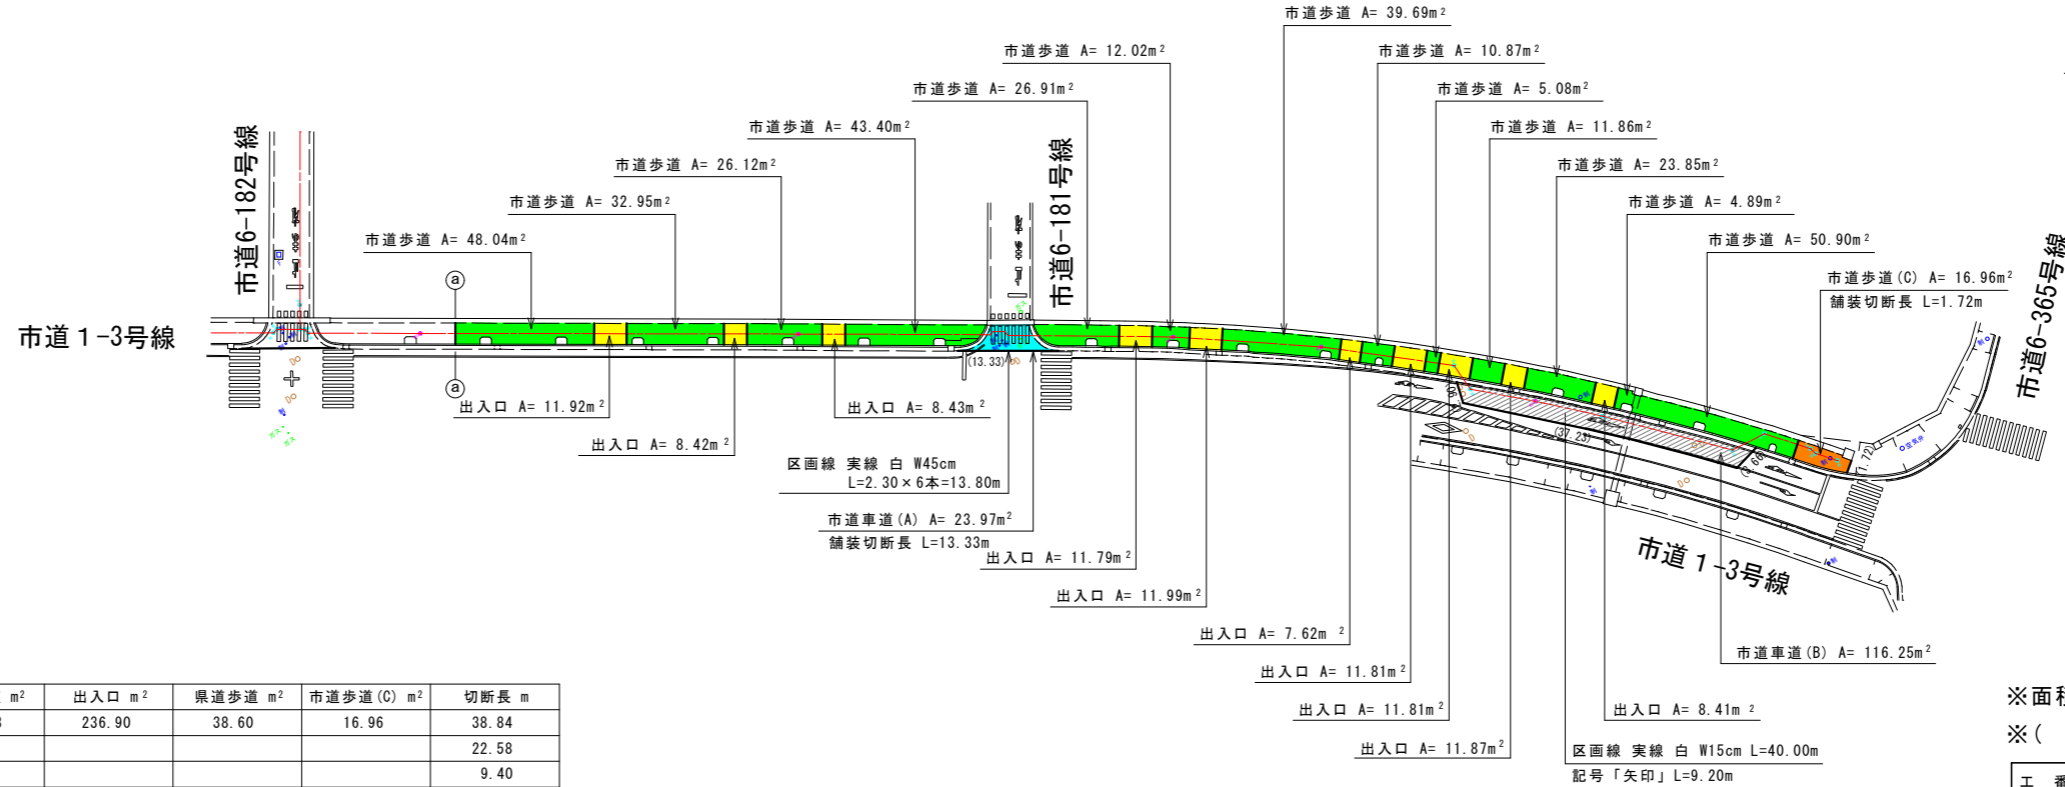 市道歩道 A= 39.69m²
市道歩道 A= 12.02m²
市道歩道 A= 10.87m²
市道歩道 A= 26.91m²
市道歩道 A= 5.08m²
市道歩道 A= 43.40m²
市道歩道 A= 11.86m²
市道歩道 A= 26.12m²
市道歩道 A= 23.85m²
市道歩道 A= 32.95m²
市道歩道 A= 4.89m²
市道歩道 A= 48.04m²
市道歩道 A= 50.90m²
市道歩道(C) A= 16.96m²
舗装切断長 L=1.72m
市道6-182号線
市道6-181号線
市道6-365号線
市道1-3号線
a
a
(13.33)
(37.23)
(3.66)
(1.72)
出入口 A= 11.92m²
出入口 A= 8.43m²
出入口 A= 8.42m²
区画線 実線 白 W45cm
L=2.30×6本=13.80m
市道車道(A) A= 23.97m²
舗装切断長 L=13.33m
出入口 A= 11.79m²
出入口 A= 11.99m²
出入口 A= 7.62m²
出入口 A= 11.81m²
出入口 A= 11.81m²
出入口 A= 11.87m²
出入口 A= 8.41m²
市道車道(B) A= 116.25m²
市道1-3号線
区画線 実線 白 W15cm L=40.00m
記号「矢印」L=9.20m
m² 出入口 m² 県道歩道 m² 市道歩道(C) m² 切断長 m
236.90 38.60 16.96 38.84
22.58
9.40
※面積
※(
工 番